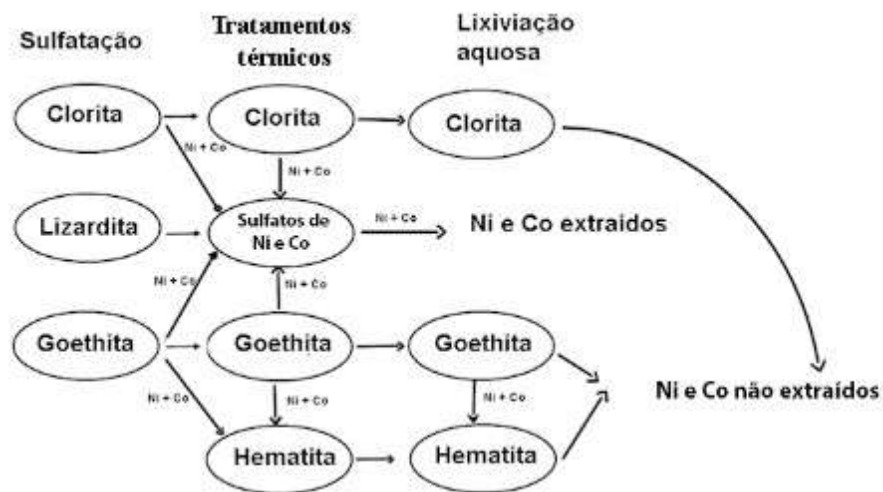 Sulfatação
Tratamentos
térmicos
Lixiviação
aquosa
Clorita
Clorita
Clorita
Ni + Co
Ni + Co
Lizardita
Sulfatos de
Ni e Co
Ni + Co
Ni e Co extraidos
Ni + Co
Ni + Co
Goethita
Goethita
Goethita
Ni + Co
Ni + Co
Ni + Co
Ni e Co não extraídos
Hematita
Hematita